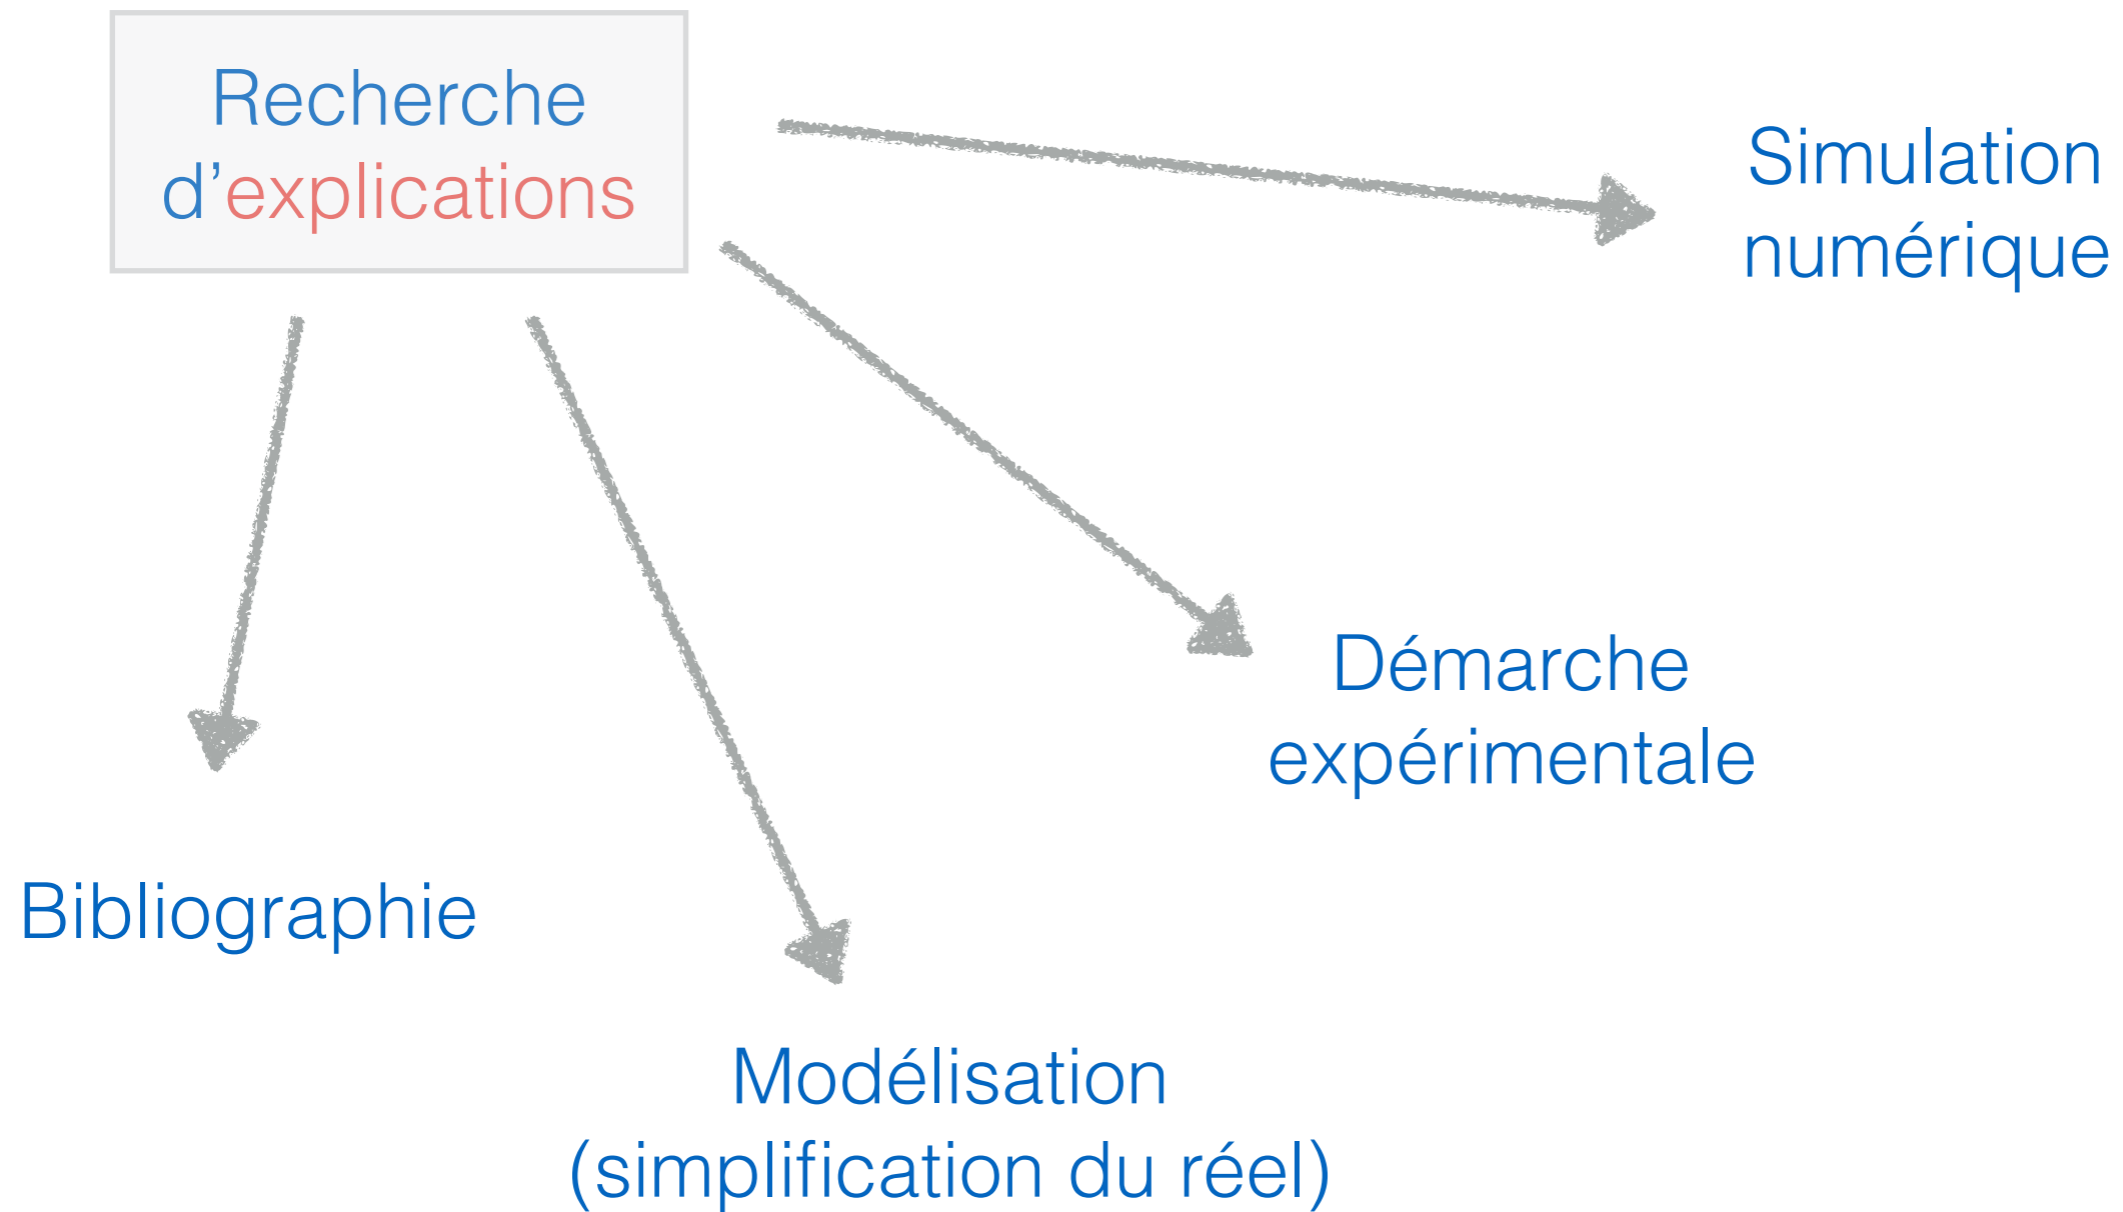 Recherche
d’explications
Simulation
numérique
Démarche
expérimentale
Bibliographie
Modélisation
(simplification du réel)